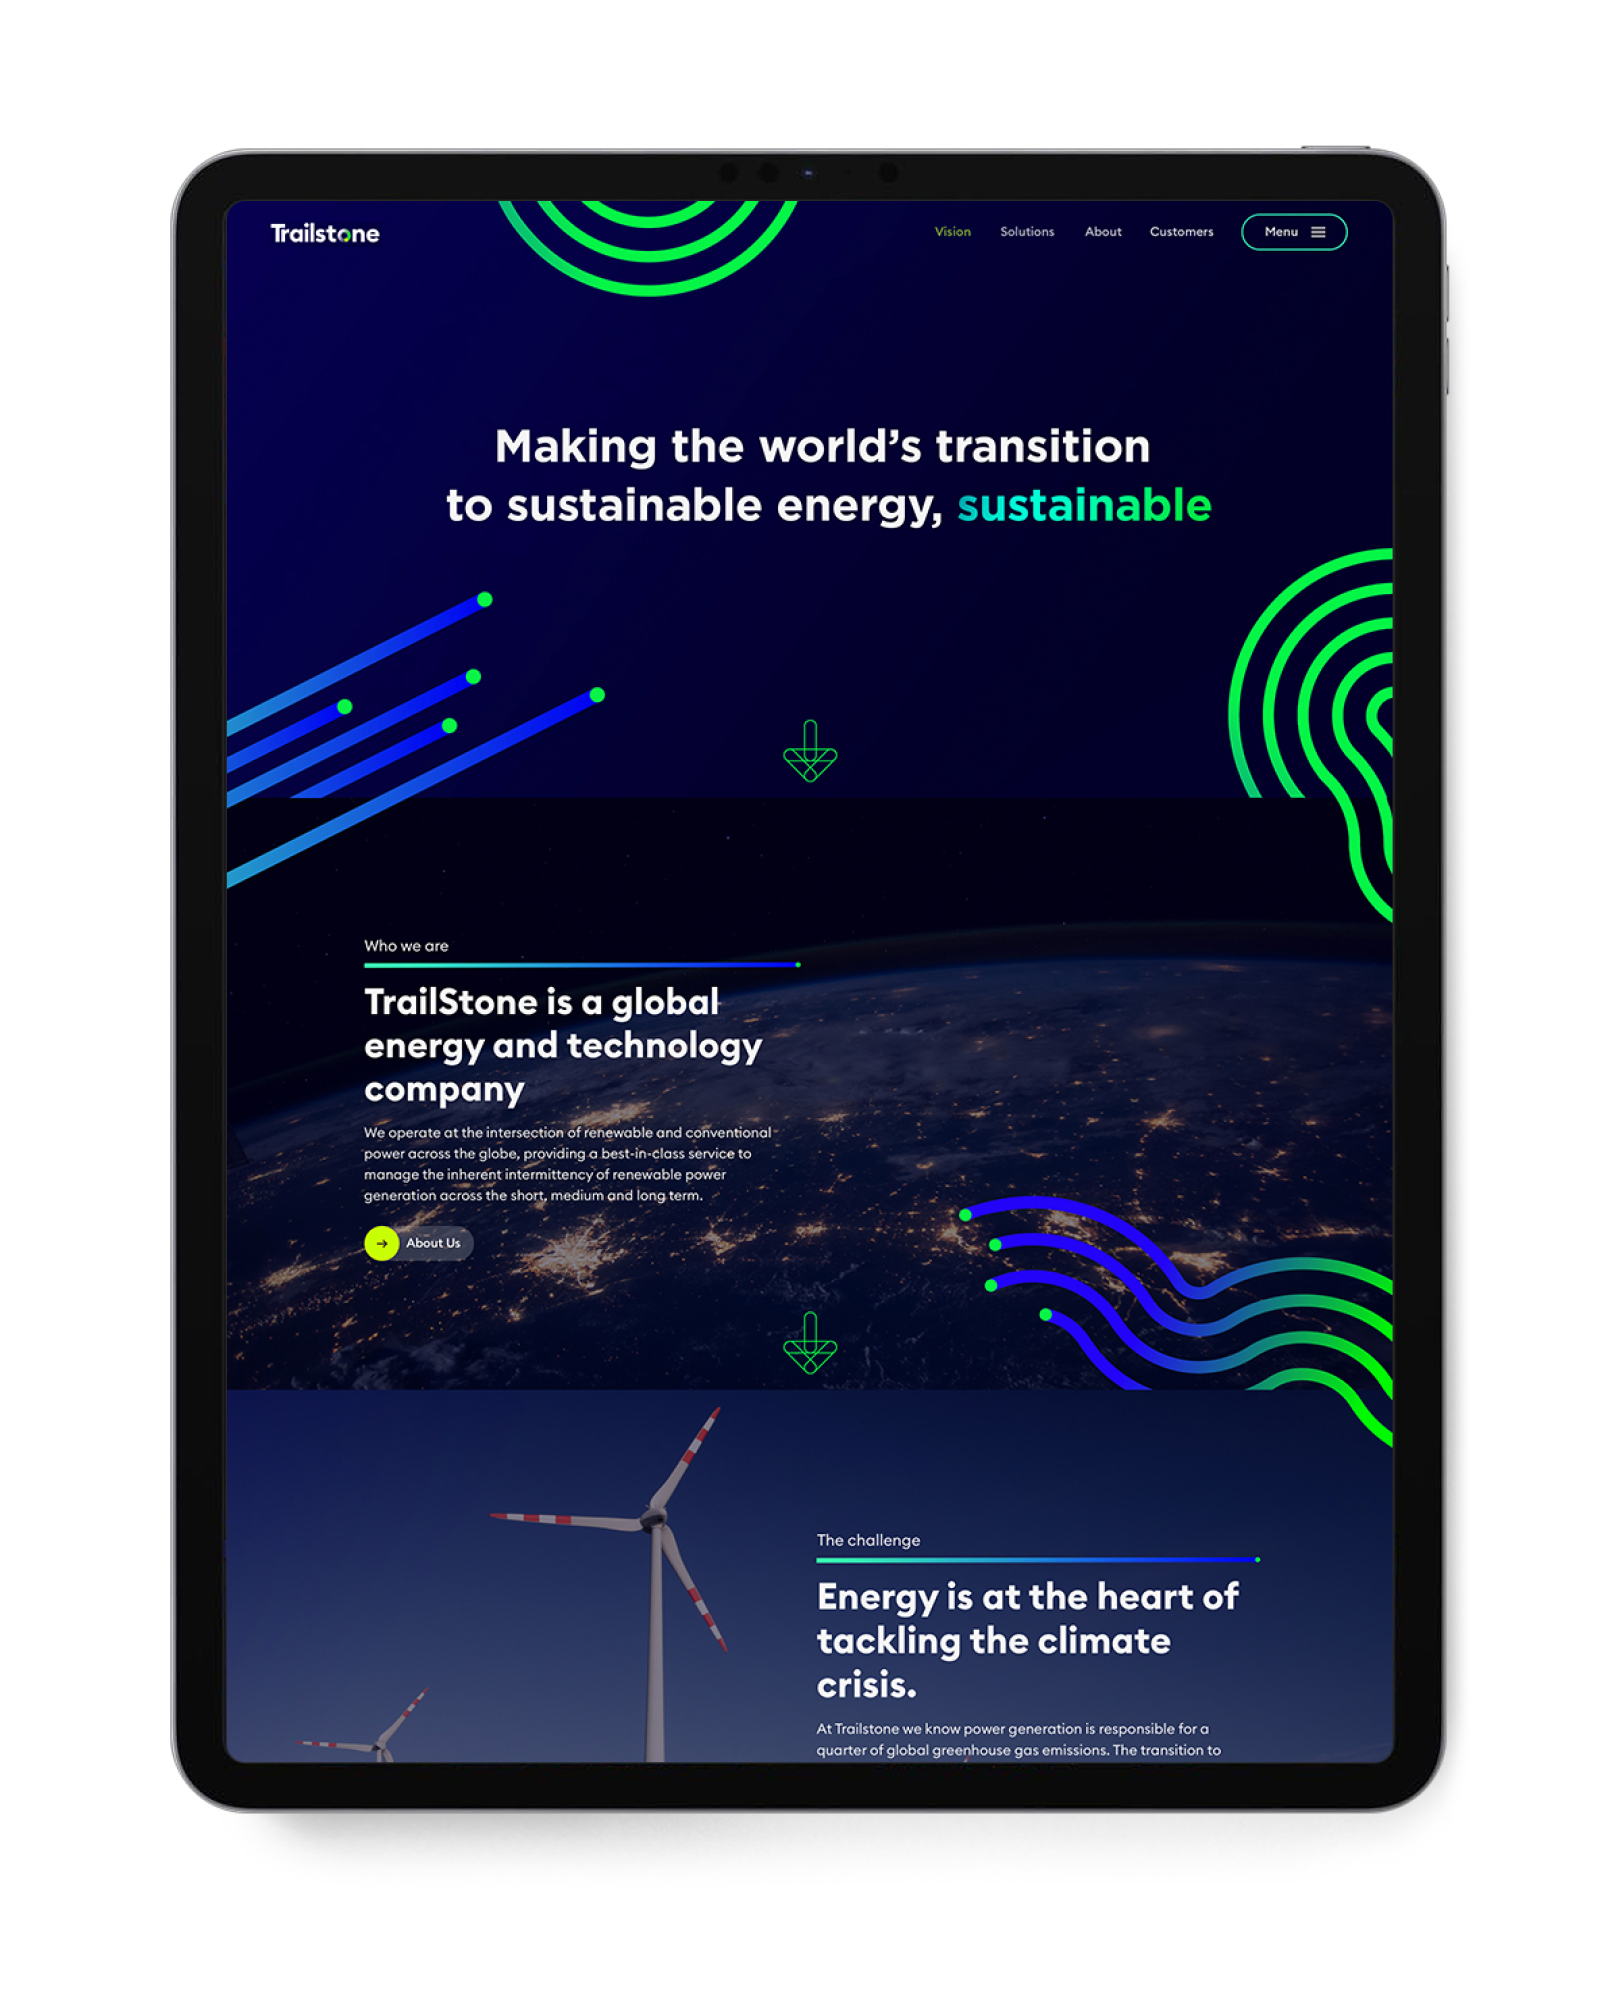 Trailstone
Vision
Solutions
About
Customers
Menu
Making the world’s transition
to sustainable energy, sustainable
Who we are
TrailStone is a global
energy and technology
company
We operate at the intersection of renewable and conventional
power across the globe, providing a best-in-class service to
manage the inherent intermittency of renewable power
generation across the short, medium and long term.
About Us
The challenge
Energy is at the heart of
tackling the climate
crisis.
At Trailstone we know power generation is responsible for a
quarter of global greenhouse gas emissions. The transition to